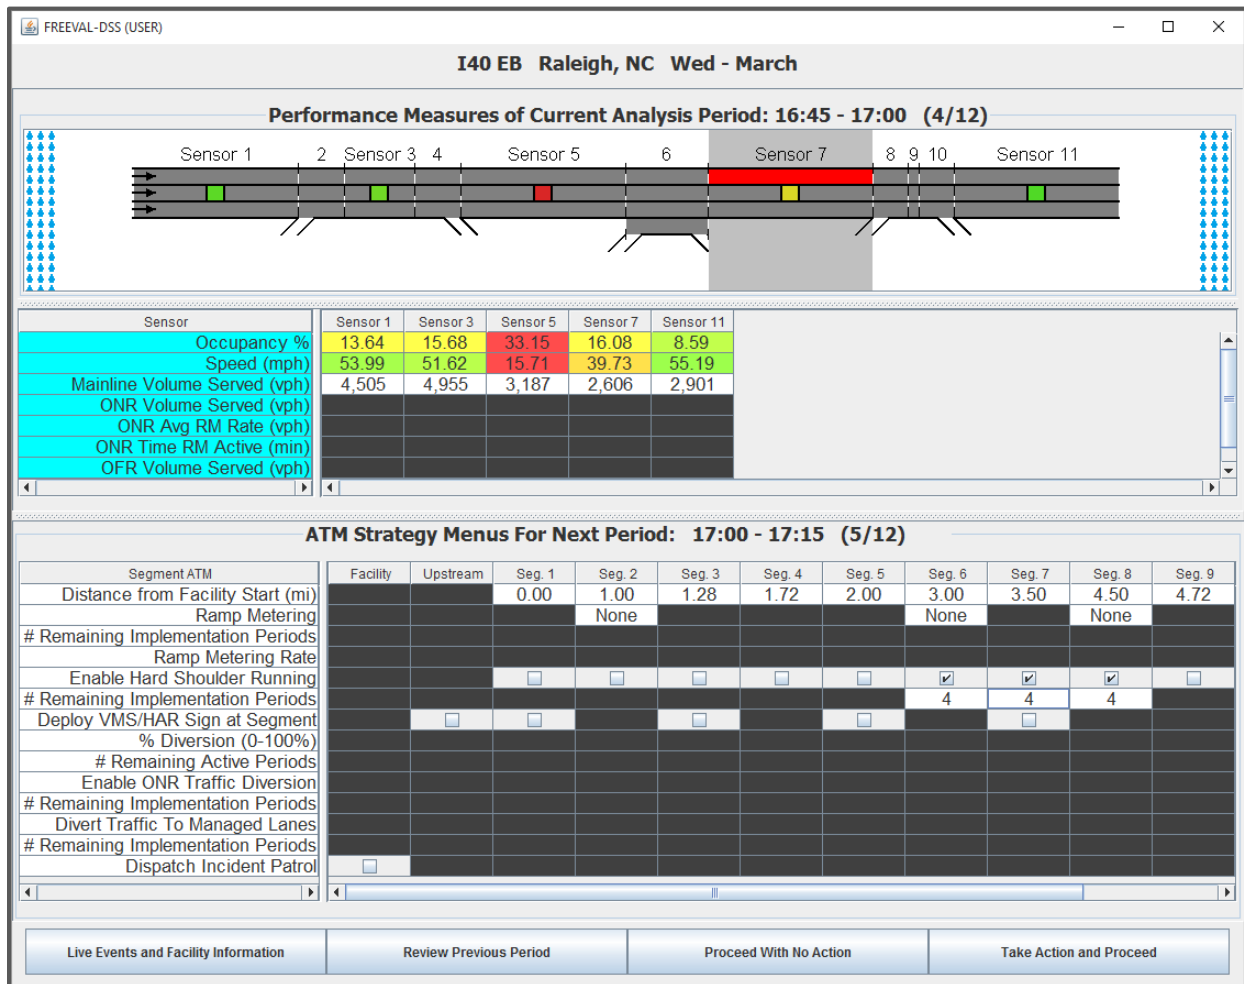 FREEVAL-DSS (USER)
I40 EB Raleigh, NC Wed - March
Performance Measures of Current Analysis Period: 16:45 - 17:00 (4/12)
Sensor 1 2 Sensor 3 4 Sensor 5 6 Sensor 7 8 9 10 Sensor 11
Sensor Sensor 1 Sensor 3 Sensor 5 Sensor 7 Sensor 11
Occupancy % 13.64 15.68 33.15 16.08 8.59
Speed (mph) 53.99 51.62 15.71 39.73 55.19
Mainline Volume Served (vph) 4,505 4,955 3,187 2,606 2,901
ONR Volume Served (vph)
ONR Avg RM Rate (vph)
ONR Time RM Active (min)
OFR Volume Served (vph)
ATM Strategy Menus For Next Period: 17:00 - 17:15 (5/12)
Segment ATM Facility Upstream Seg. 1 Seg. 2 Seg. 3 Seg. 4 Seg. 5 Seg. 6 Seg. 7 Seg. 8 Seg. 9
Distance from Facility Start (mi) 0.00 1.00 1.28 1.72 2.00 3.00 3.50 4.50 4.72
Ramp Metering None None None
# Remaining Implementation Periods
Ramp Metering Rate
Enable Hard Shoulder Running
# Remaining Implementation Periods 4 4 4
Deploy VMS/HAR Sign at Segment
% Diversion (0-100%)
# Remaining Active Periods
Enable ONR Traffic Diversion
# Remaining Implementation Periods
Divert Traffic To Managed Lanes
# Remaining Implementation Periods
Dispatch Incident Patrol
Live Events and Facility Information Review Previous Period Proceed With No Action Take Action and Proceed